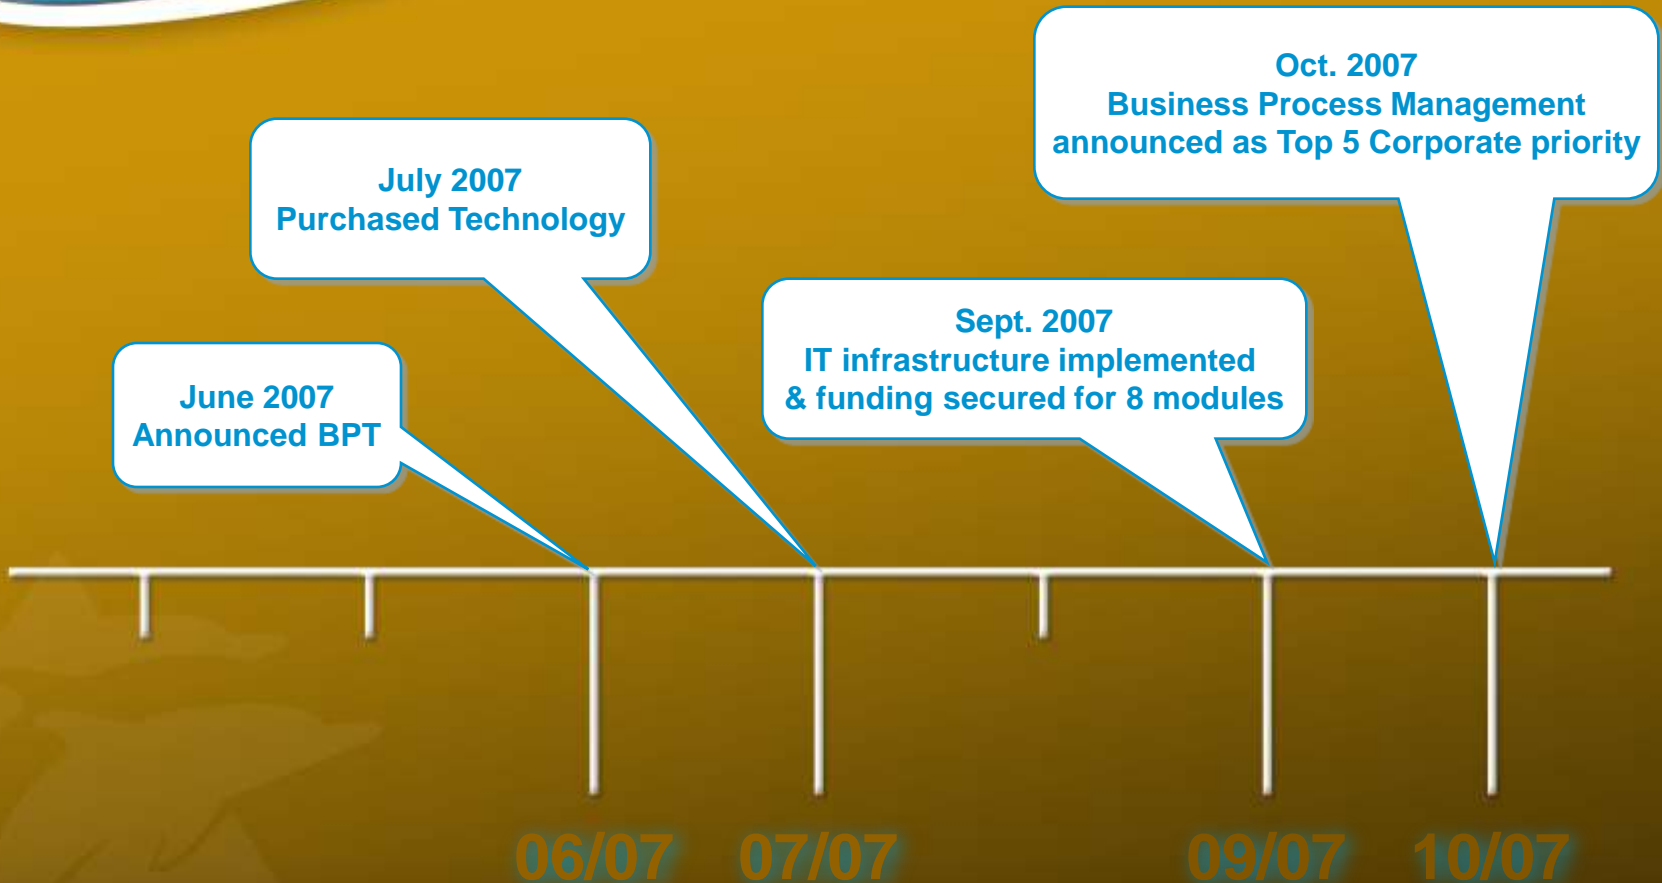 Oct. 2007
Business Process Management
announced as Top 5 Corporate priority
July 2007
Purchased Technology
Sept. 2007
IT infrastructure implemented
& funding secured for 8 modules
June 2007
Announced BPT
06/07 07/07 09/07 10/07